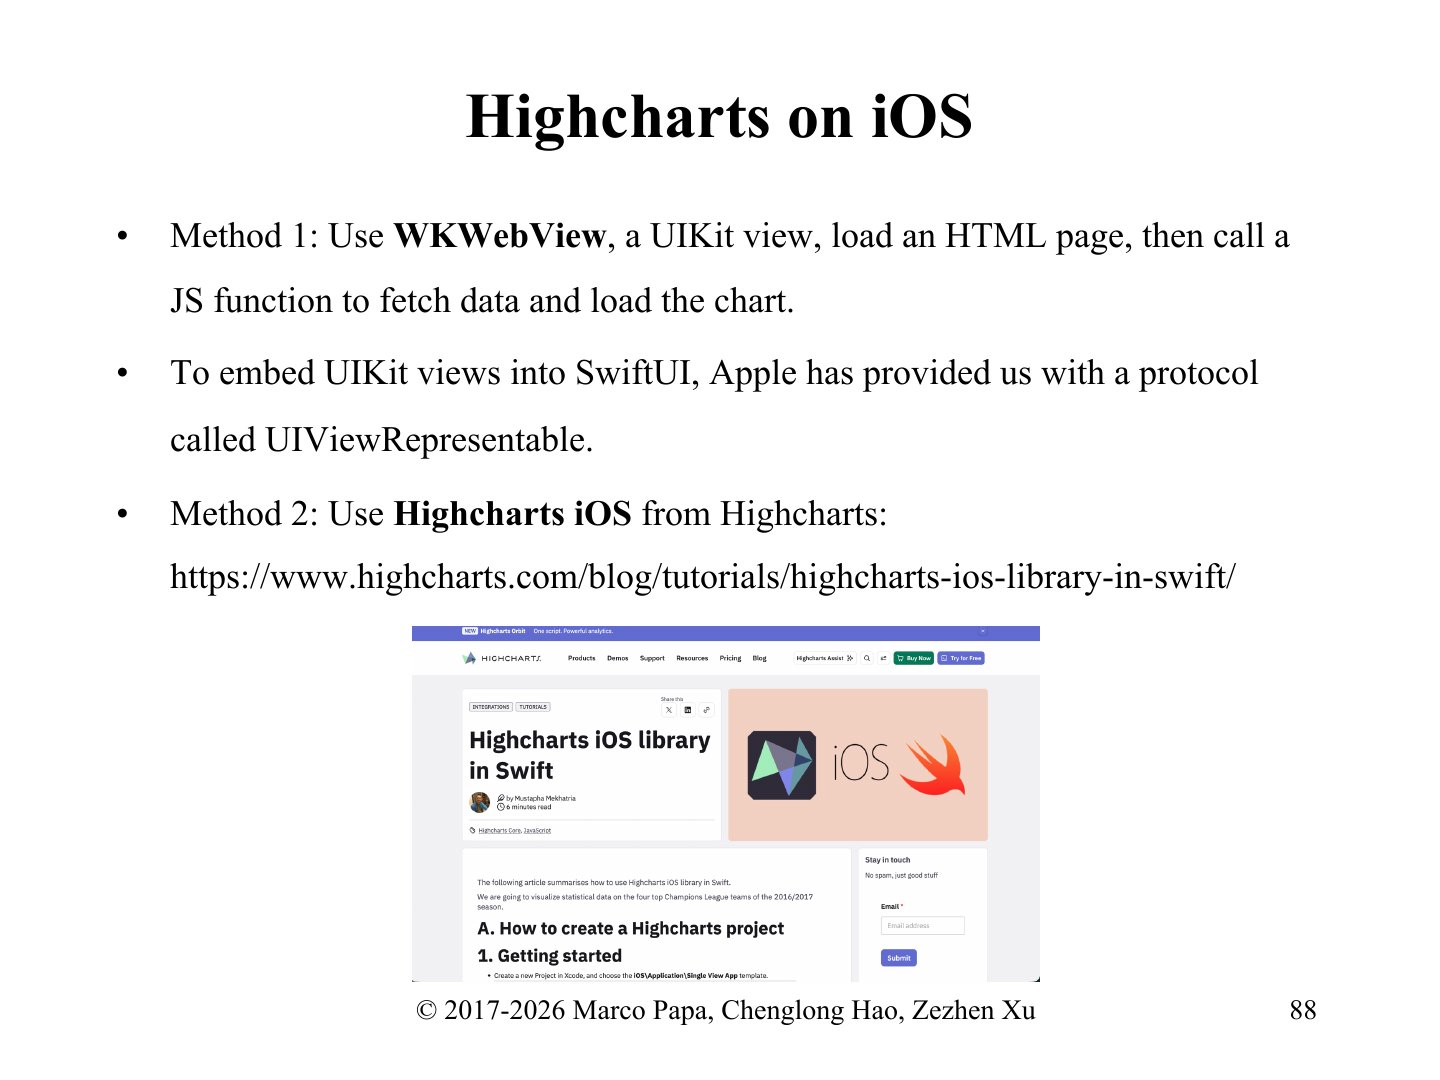 Highcharts on iOS
• Method 1: Use WKWebView, a UIKit view, load an HTML page, then call a
JS function to fetch data and load the chart.
• To embed UIKit views into SwiftUI, Apple has provided us with a protocol
called UIViewRepresentable.
• Method 2: Use Highcharts iOS from Highcharts:
https://www.highcharts.com/blog/tutorials/highcharts-ios-library-in-swift/
NEW Highcharts Orbit One script. Powerful analytics.
HIGHCHARTS Products Demos Support Resources Pricing Blog Highcharts Assist Buy Now Try for Free
Share this
INTEGRATIONS TUTORIALS
Highcharts iOS library
in Swift
by Mustapha Mekhatria
6 minutes read
Highcharts Core, JavaScript
iOS
The following article summarises how to use Highcharts iOS library in Swift.
We are going to visualize statistical data on the four top Champions League teams of the 2016/2017
season.
A. How to create a Highcharts project
1. Getting started
• Create a new Project in Xcode, and choose the iOS\Application\Single View App template.
Stay in touch
No spam, just good stuff
Email *
Email address
Submit
© 2017-2026 Marco Papa, Chenglong Hao, Zezhen Xu
88